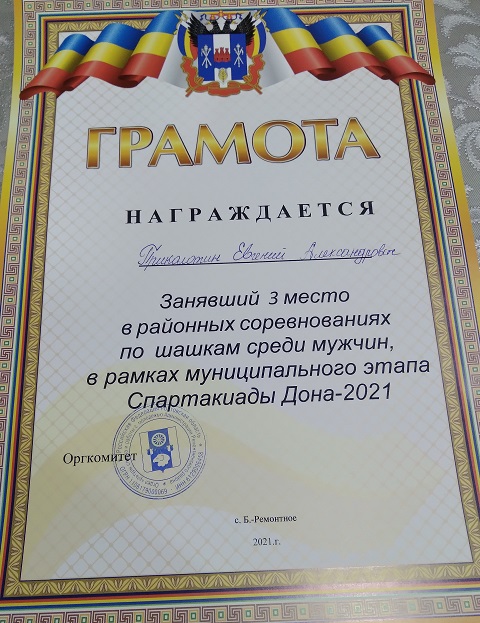 ГРАМОТА
НАГРАЖДАЕТСЯ
Евгений Александрович
Занявший 3 место
в районных соревнованиях
по шашкам среди мужчин,
в рамках муниципального этапа
Спартакиады Дона-2021
Оргкомитет
с. Б.-Ремонтное
2021.г.